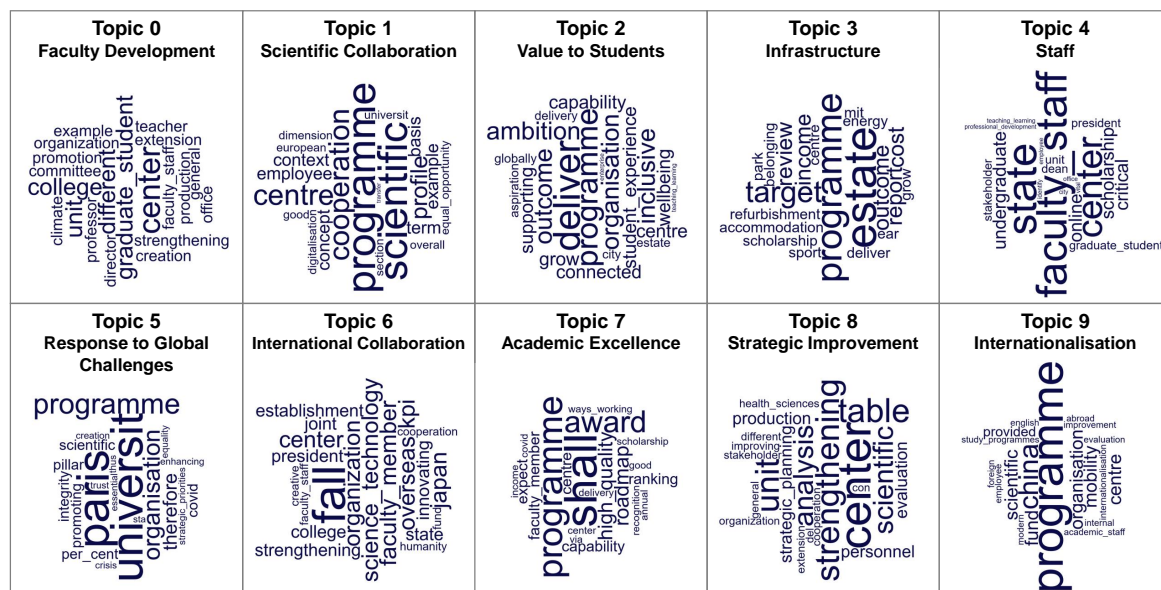 Topic 0
Faculty Development
example
teacher
organization
extension
promotion
committee
college
unit
different
graduate_student
center
faculty_staff
production
general
office
climate
professor
director
strengthening
creation
Topic 1
Scientific Collaboration
universit
dimension
european
context
employee
centre
good
digitalisation
concept
cooperation
programme
section
transfer
scientific
profile
basis
example
equal_opportunity
term
overall
Topic 2
Value to Students
capability
delivery
ambition
globally
aspiration
supporting
outcome
deliver
programme
organisation
student_experience
inclusive
wellbeing
teaching_learning
centre
estate
city
grow
connected
Topic 3
Infrastructure
mit
energy
park
belonging
review
income
centre
target
programme
estate
outcome
report
cost
grow
refurbishment
accommodation
scholarship
sport
ear
deliver
Topic 4
Staff
teaching_learning
professional_development
president
employee
stakeholder
undergraduate
state
identify
faculty_staff
unit
dean
office
city
vital
online
center
scholarship
critical
graduate_student
Topic 5
Response to Global
Challenges
programme
creation
scientific
pillar
integrity
promoting
paris
trust
essential
thus
universit
sta
organisation
equality
therefore
enhancing
covid
strategic_priorities
per_cent
crisis
Topic 6
International Collaboration
establishment
joint
center
president
creative
faculty_staff
college
strengthening
fall
organization
science_technology
faculty_member
overseas
kpi
cooperation
innovating
japan
state
fund
humanity
Topic 7
Academic Excellence
ways_working
award
covid
expect
income
faculty_member
programme
centre
shall
delivery
high_quality
roadmap
scholarship
good
ranking
recognition
annual
center
via
capability
Topic 8
Strategic Improvement
health_sciences
production
table
different
improving
stakeholder
general
unit
organization
strategic_planning
extension
del
analysis
cooperation
strengthening
center
con
scientific
evaluation
personnel
Topic 9
Internationalisation
english
abroad
provided
improvement
study_programmes
evaluation
foreign
employee
scientific
modern
fund
china
programme
organisation
mobility
internationalisation
centre
internal
academic_staff